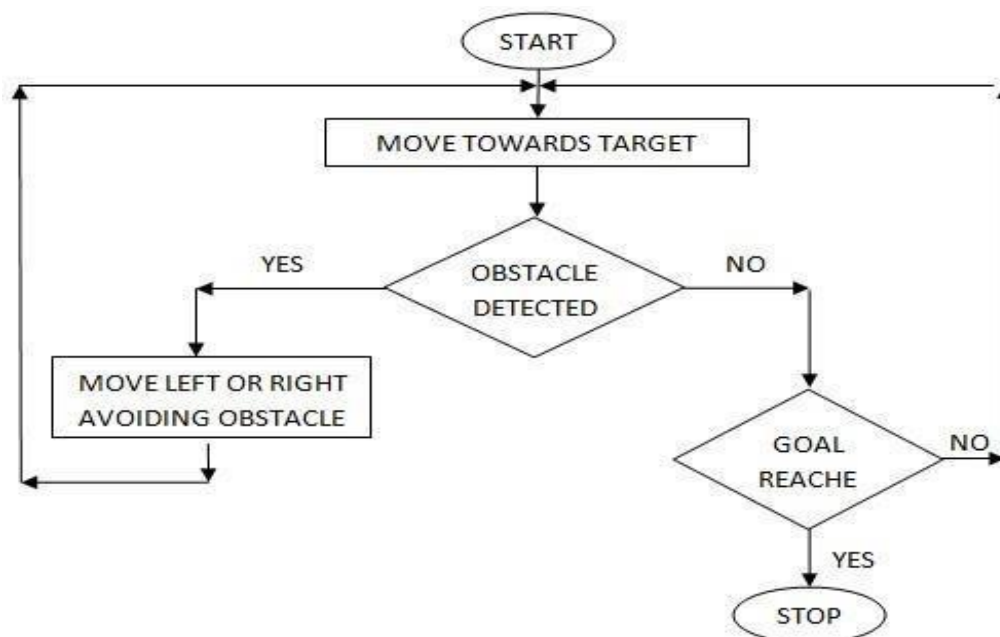 START
MOVE TOWARDS TARGET
YES
OBSTACLE
DETECTED
NO
MOVE LEFT OR RIGHT
AVOIDING OBSTACLE
GOAL
REACHE
NO
YES
STOP